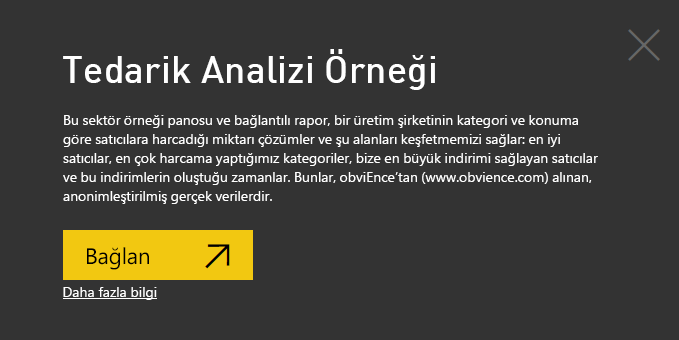 Tedarik Analizi Örneği
Bu sektör örneği panosu ve bağlantılı rapor, bir üretim şirketinin kategori ve konuma
göre satıcılara harcadığı miktarı çözümler ve şu alanları keşfetmemizi sağlar: en iyi
satıcılar, en çok harcama yaptığımız kategoriler, bize en büyük indirimi sağlayan satıcılar
ve bu indirimlerin oluştuğu zamanlar. Bunlar, obviEnce’tan (www.obvience.com) alınan,
anonimleştirilmiş gerçek verilerdir.
Bağlan
Daha fazla bilgi